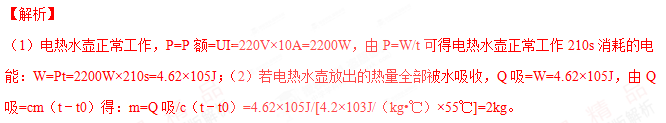 【解析】
（1）电热水壶正常工作，P=P 额=UI=220V×10A=2200W，由 P=W/t 可得电热水壶正常工作 210s 消耗的电
能：W=Pt=2200W×210s=4.62×105J；（2）若电热水壶放出的热量全部被水吸收，Q 吸=W=4.62×105J，由 Q
吸=cm（t﹣t0）得：m=Q 吸/c（t﹣t0）=4.62×105J/[4.2×103J/（kg•℃）×55℃]=2kg。